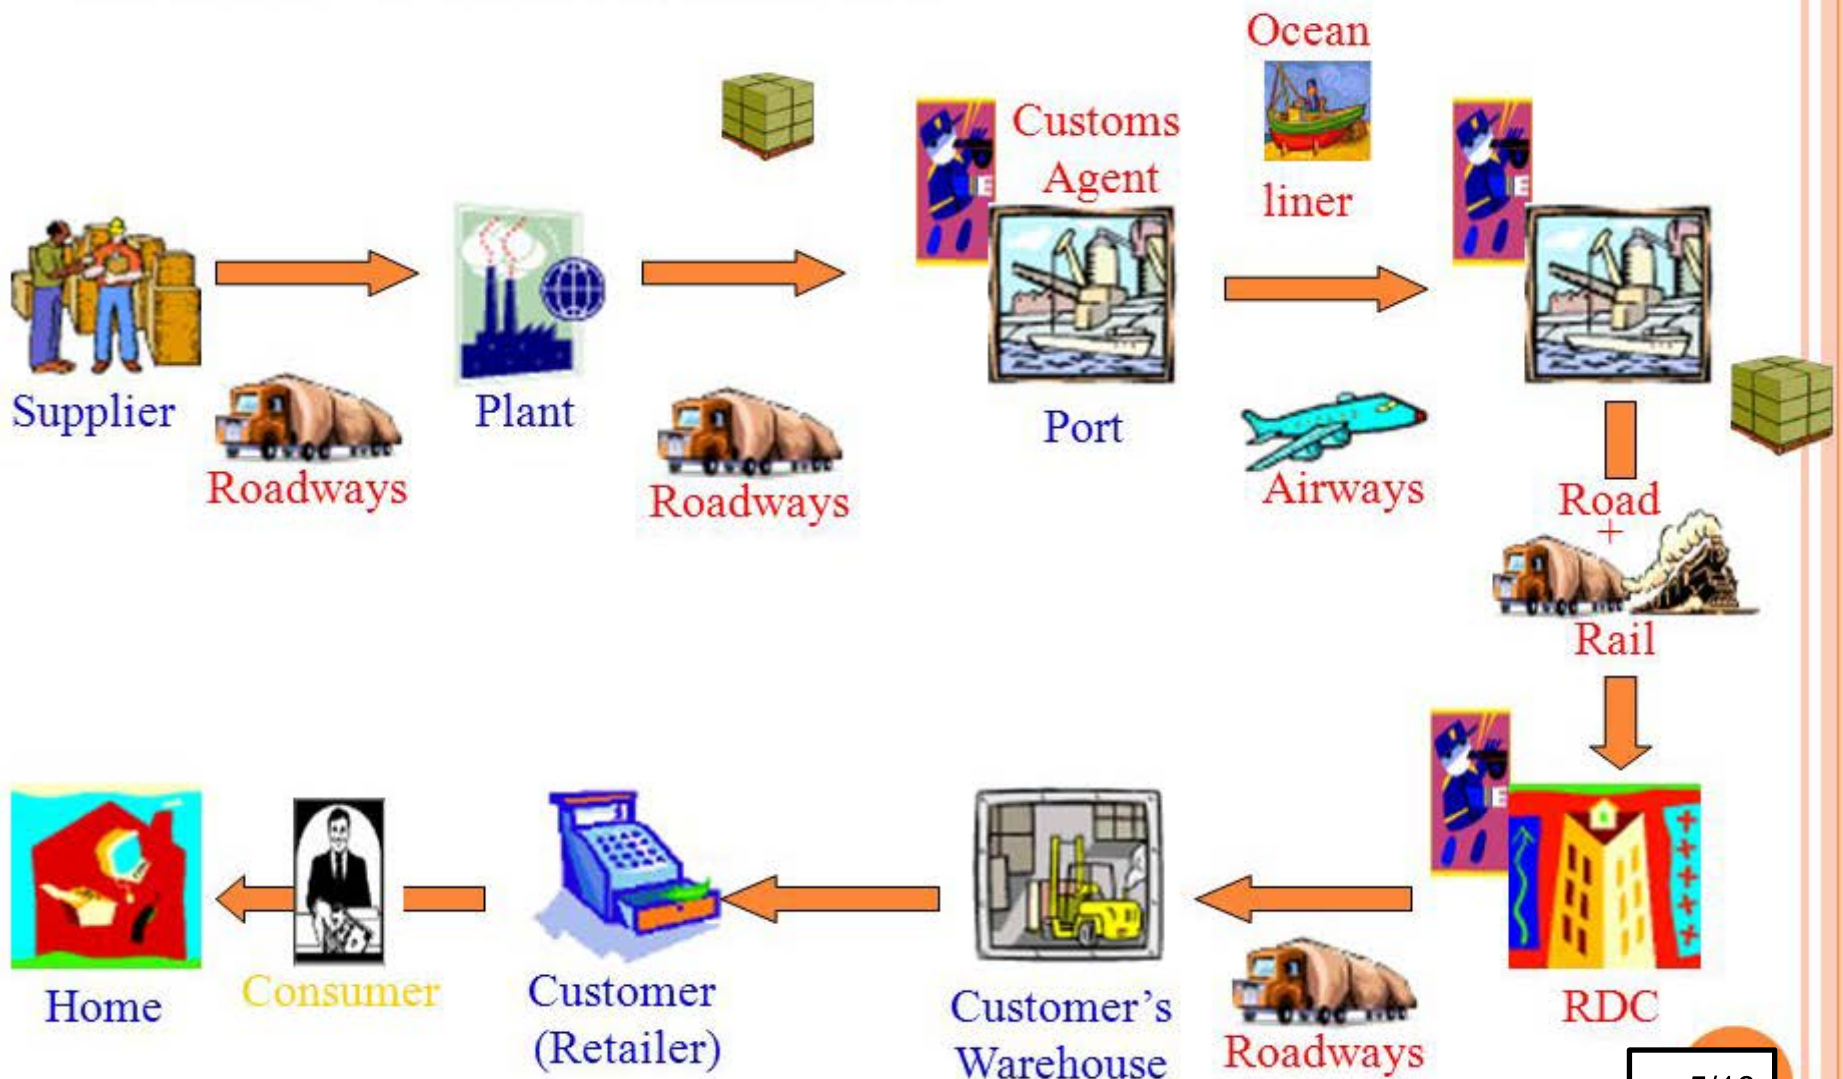 Ocean
liner
Customs
Agent
Supplier
Roadways
Plant
Roadways
Port
Airways
Road
+
Rail
RDC
Roadways
Customer's
Warehouse
Customer
(Retailer)
Consumer
Home